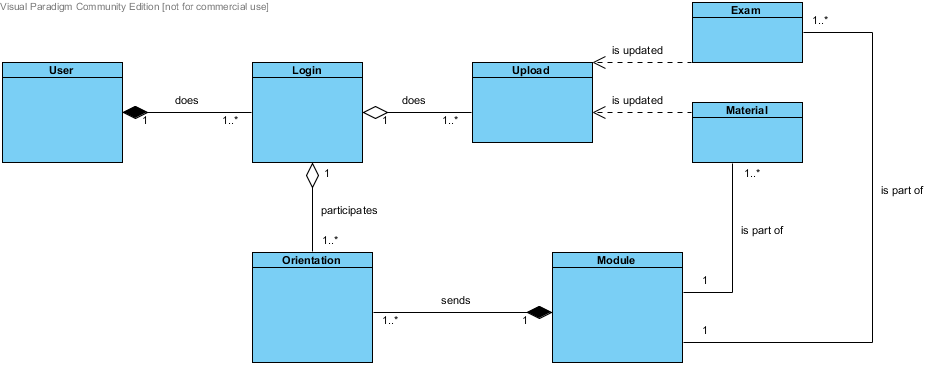 Visual Paradigm Community Edition [not for commercial use]
Exam
1..*
is updated
User
Login
Upload
does
does
is updated
Material
1
1..*
1
1..*
1
1..*
is part of
participates
is part of
1..*
Orientation
Module
1
sends
1..*
1
1